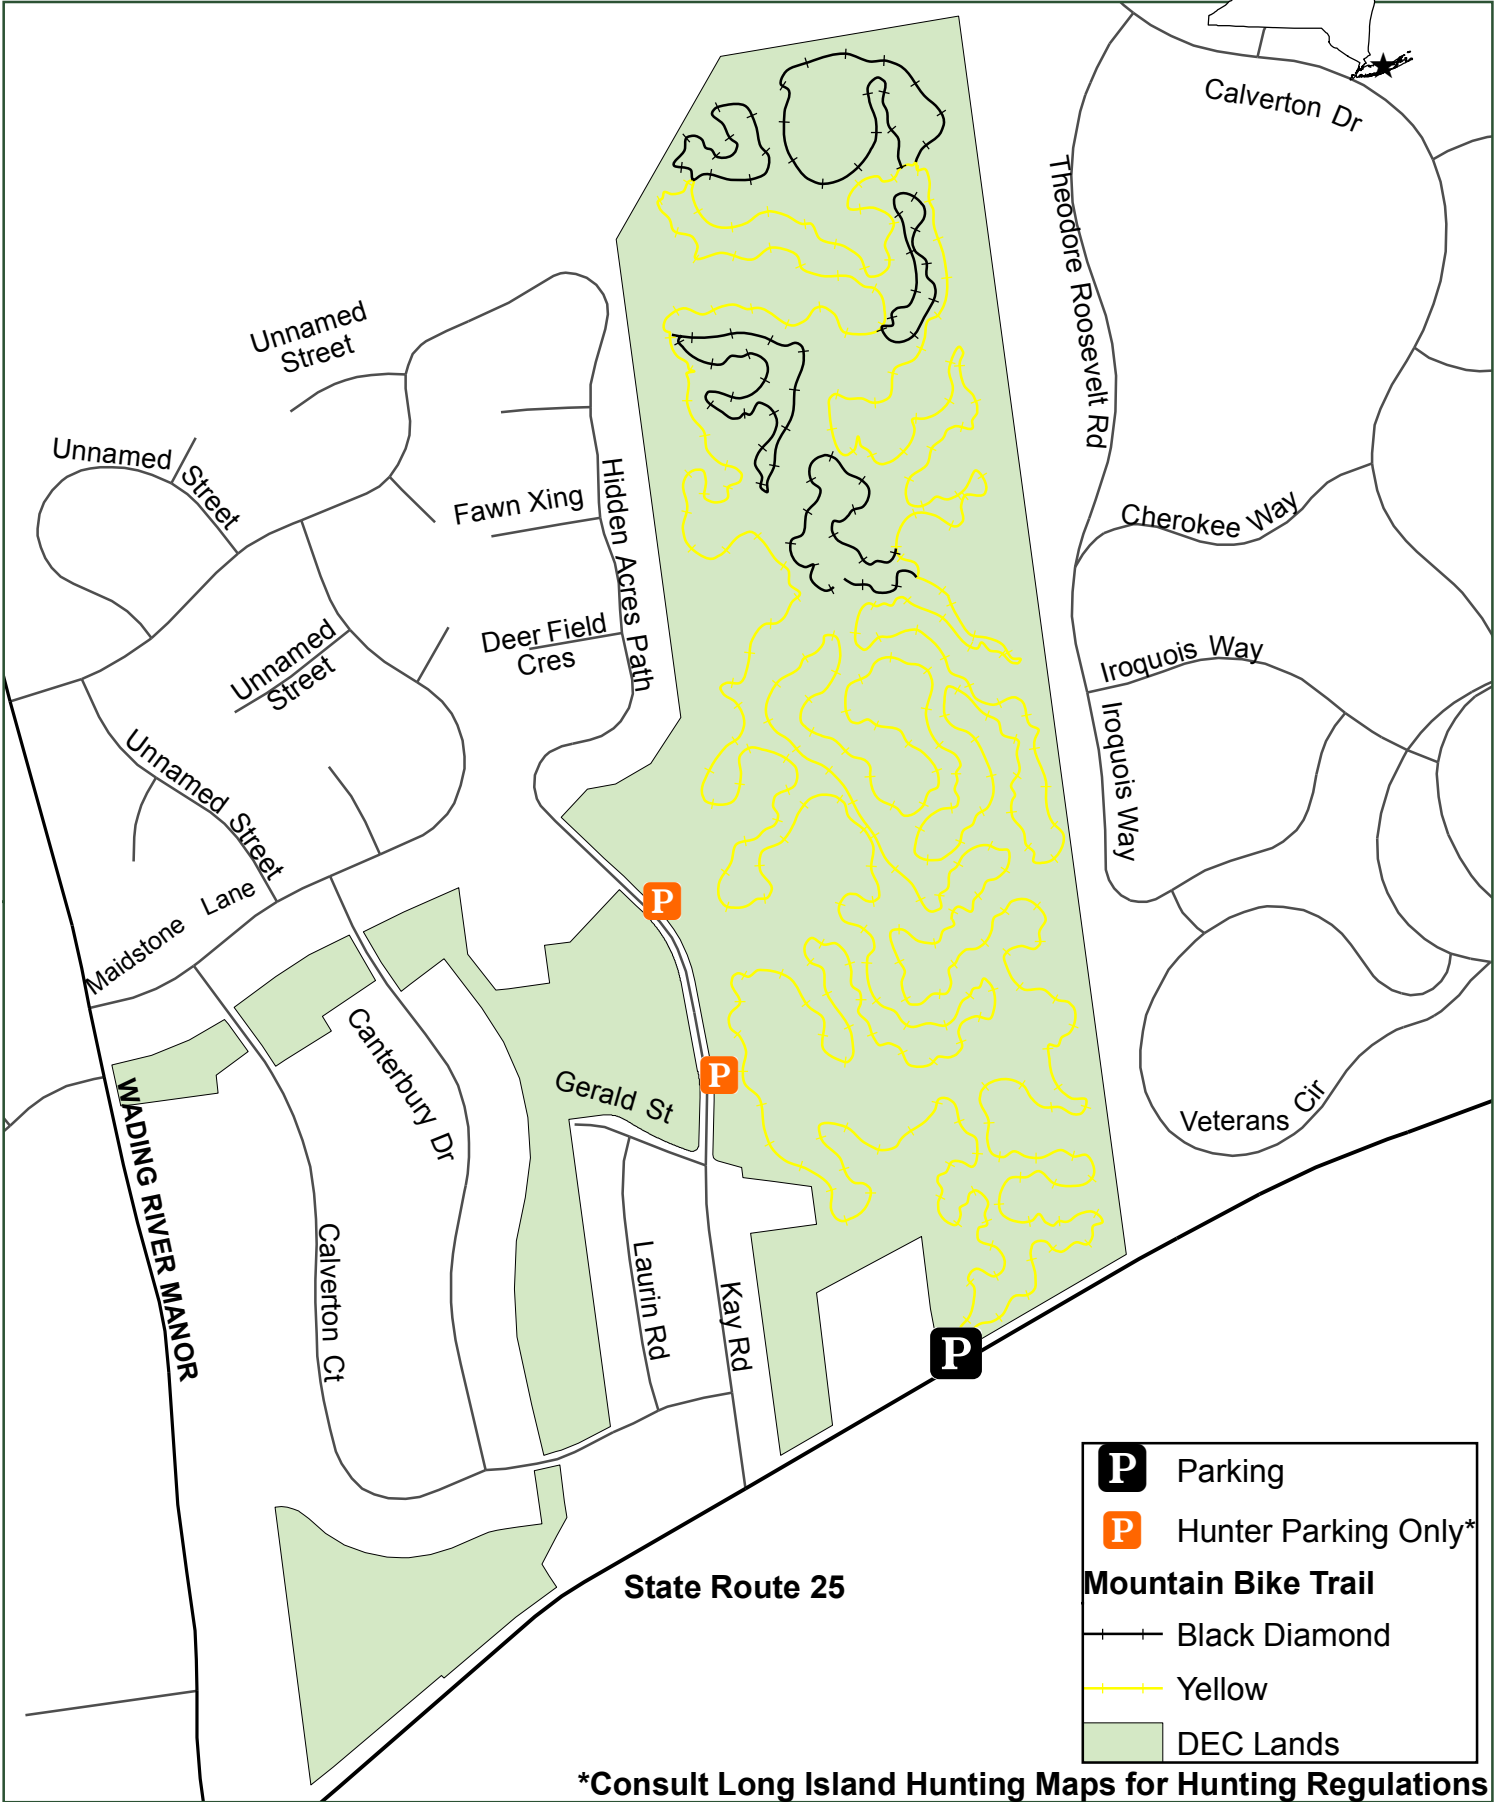 Calverton Dr
Theodore Roosevelt Rd
Unnamed
Street
Unnamed Street
Hidden Acres Path
Fawn Xing
Cherokee Way
Deer Field
Cres
Unnamed
Street
Iroquois Way
Iroquois Way
Unnamed Street
Maidstone Lane
P
Canterbury Dr
P
Gerald St
WADING RIVER MANOR
Veterans Cir
Calverton Ct
Laurin Rd
Kay Rd
P
P Parking
P Hunter Parking Only*
Mountain Bike Trail
State Route 25
Black Diamond
Yellow
DEC Lands
*Consult Long Island Hunting Maps for Hunting Regulations